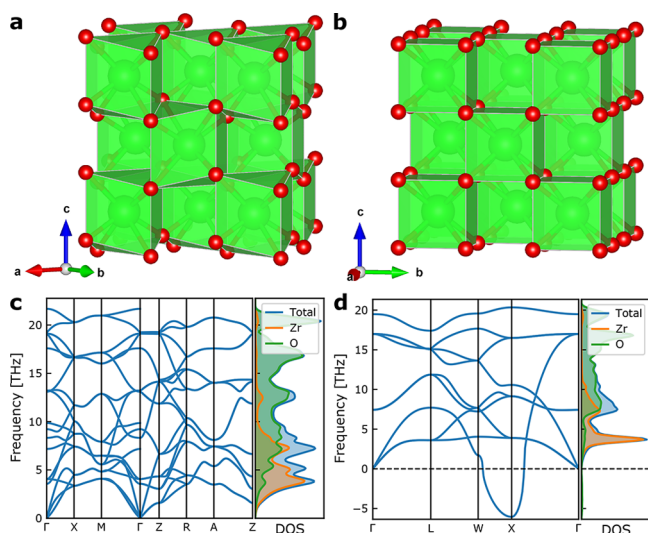 a
b
c
a
b
c
a
b
c
Frequency [THz]
20
15
10
5
0
Γ X M Γ Z R A Z
DOS
Total
Zr
O
d
Frequency [THz]
20
15
10
5
0
−5
Γ L W X Γ
DOS
Total
Zr
O